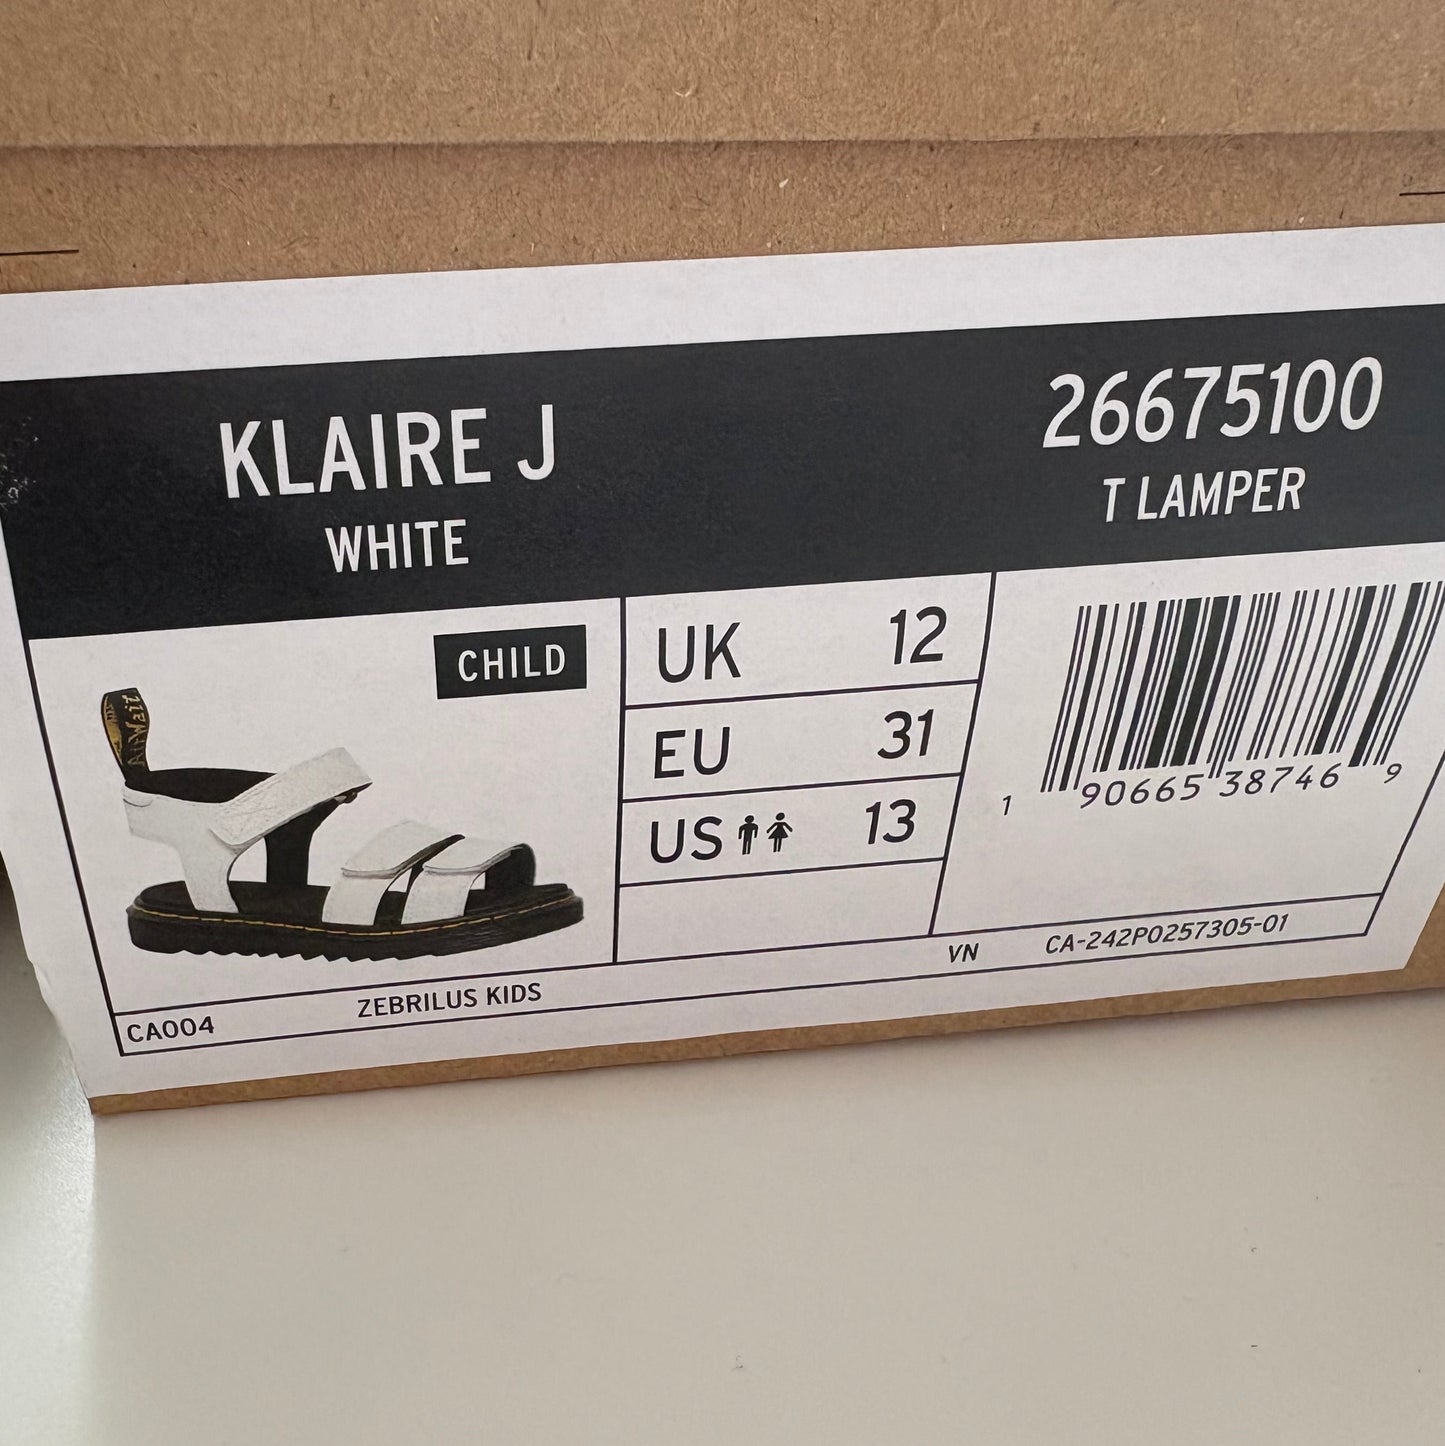 KLAIRE J
WHITE
26675100
T LAMPER
CHILD
AirWair
UK 12
EU 31
US 13
1 90665 38746 9
CA004
ZEBRILUS KIDS
VN
CA-242P0257305-01